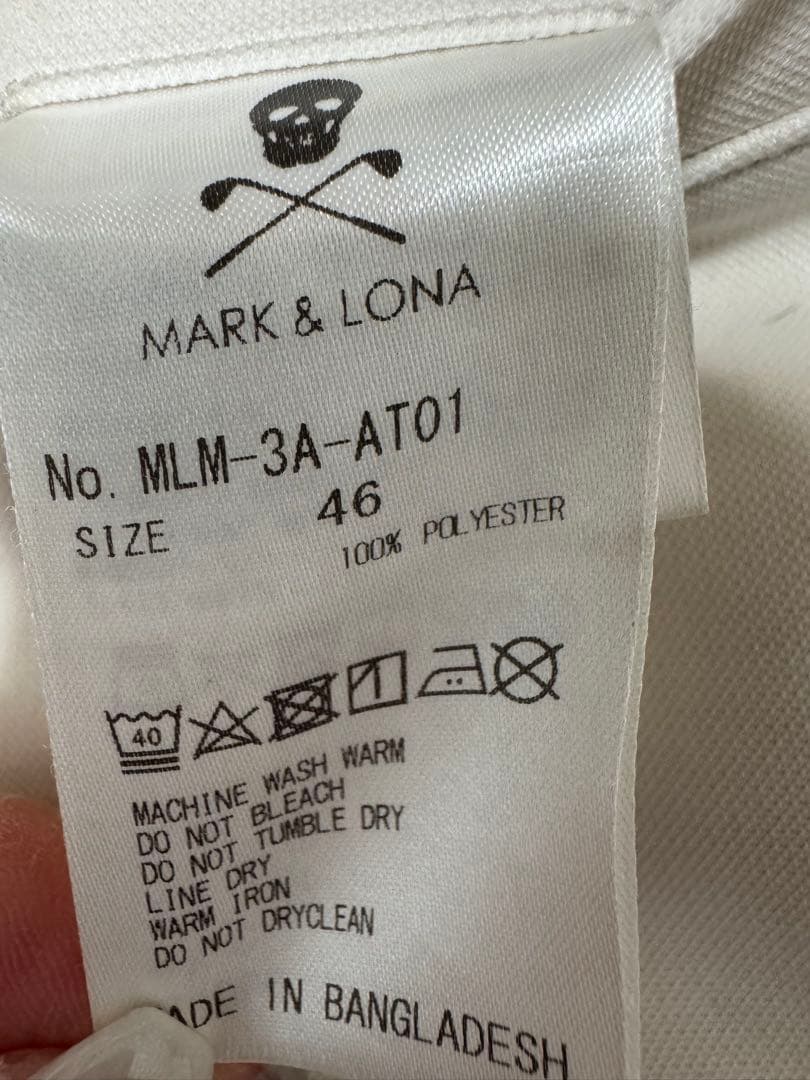 MARK & LONA
No. MLM-3A-AT01
SIZE 46
100% POLYESTER
40
MACHINE WASH WARM
DO NOT BLEACH
DO NOT TUMBLE DRY
LINE DRY
WARM IRON
DO NOT DRYCLEAN
ADE IN BANGLADESH